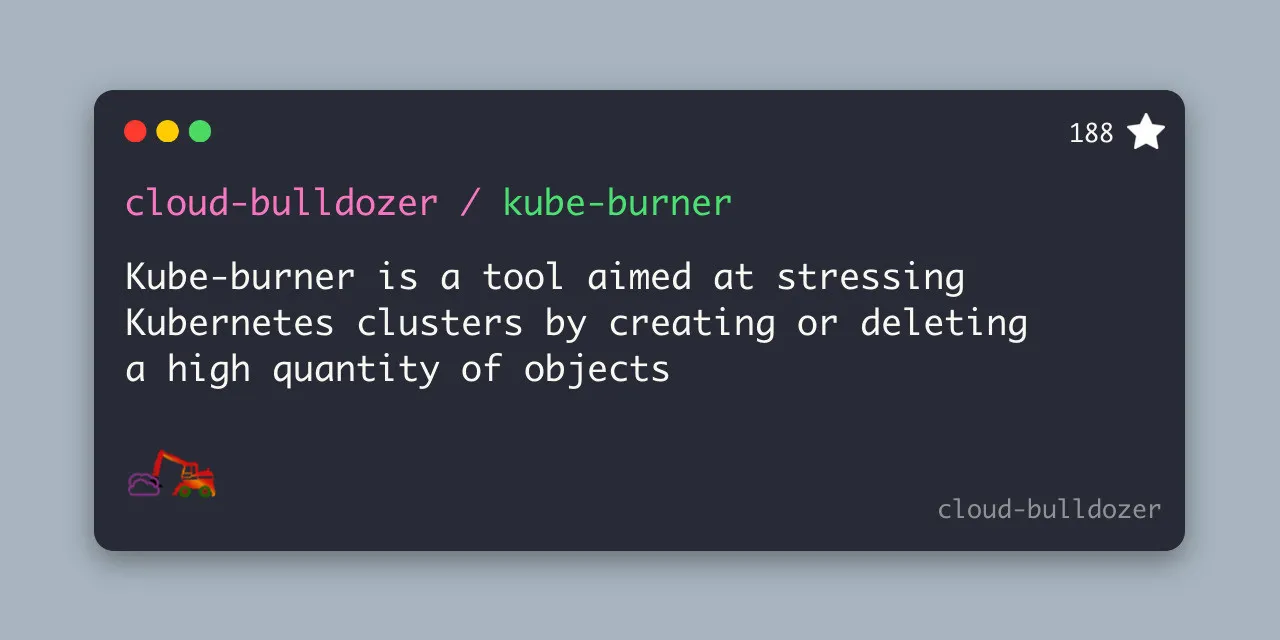 188
cloud-bulldozer / kube-burner
Kube-burner is a tool aimed at stressing
Kubernetes clusters by creating or deleting
a high quantity of objects
cloud-bulldozer